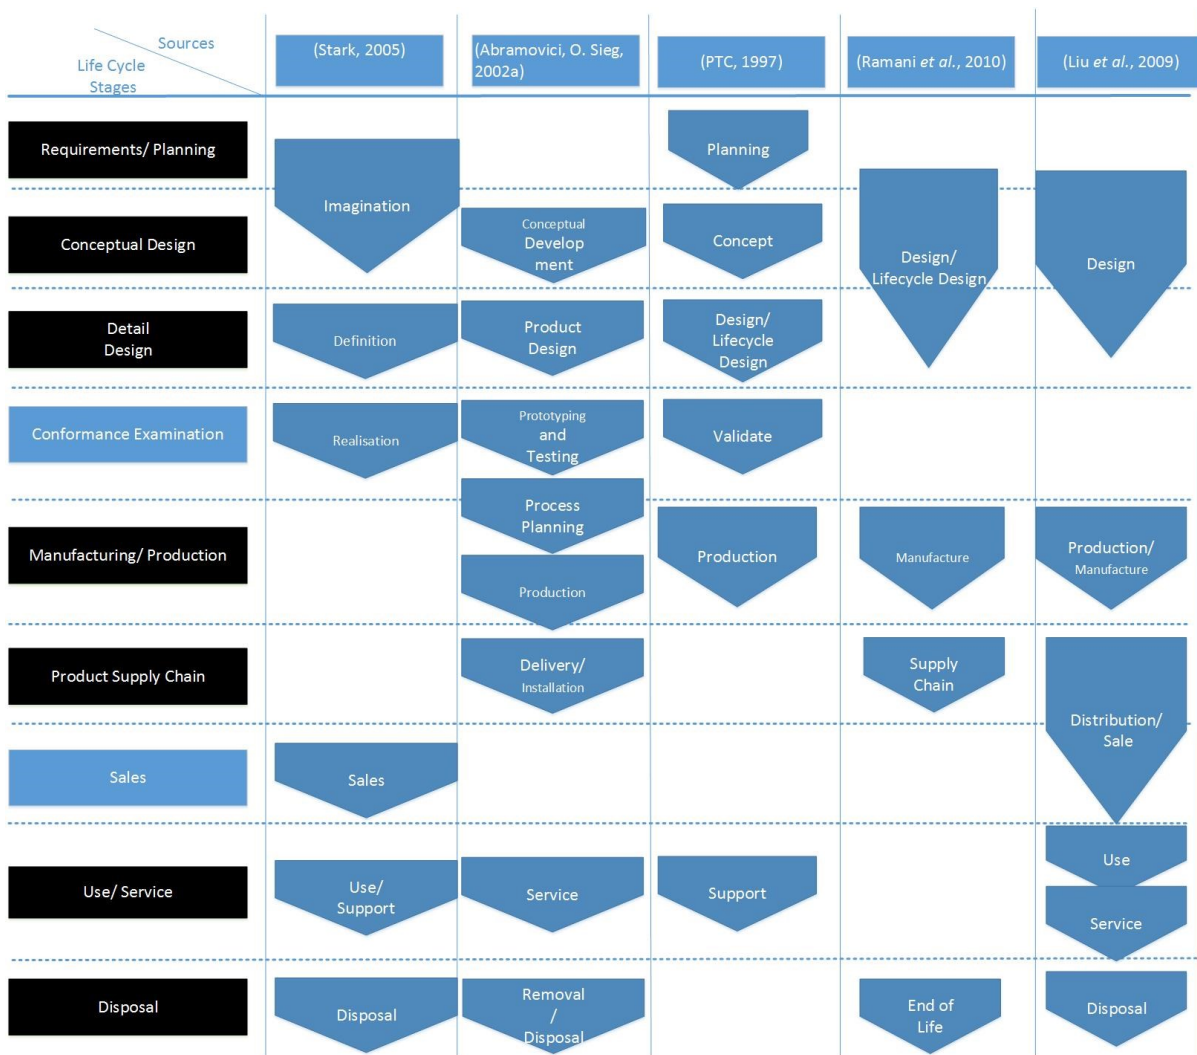 Sources
Life Cycle
Stages
(Stark, 2005)
(Abramovici, O. Sieg,
2002a)
(PTC, 1997)
(Ramani et al., 2010)
(Liu et al., 2009)
Requirements/ Planning
Imagination
Planning
Design/
Lifecycle Design
Design
Conceptual Design
Conceptual
Develop
ment
Concept
Detail
Design
Definition
Product
Design
Design/
Lifecycle
Design
Conformance Examination
Realisation
Prototyping
and
Testing
Validate
Manufacturing/ Production
Process
Planning
Production
Production
Manufacture
Production/
Manufacture
Product Supply Chain
Delivery/
Installation
Supply
Chain
Distribution/
Sale
Sales
Sales
Use/ Service
Use/
Support
Service
Support
Use
Service
Disposal
Disposal
Removal
/
Disposal
End of
Life
Disposal